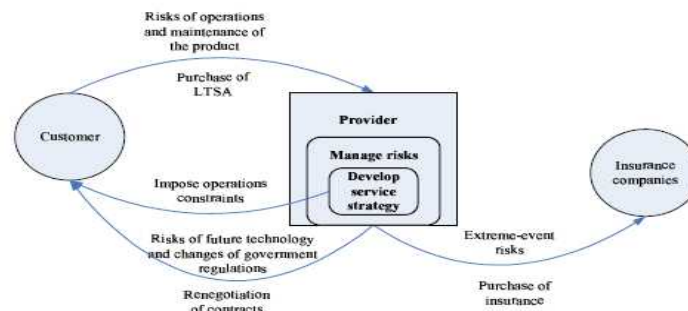 Risks of operations
and maintenance of
the product
Purchase of
LTSA
Customer
Provider
Manage risks
Develop
service
strategy
Insurance
companies
Impose operations
constraints
Risks of future technology
and changes of government
regulations
Renegotiation
of contracts
Extreme-event
risks
Purchase of
insurance